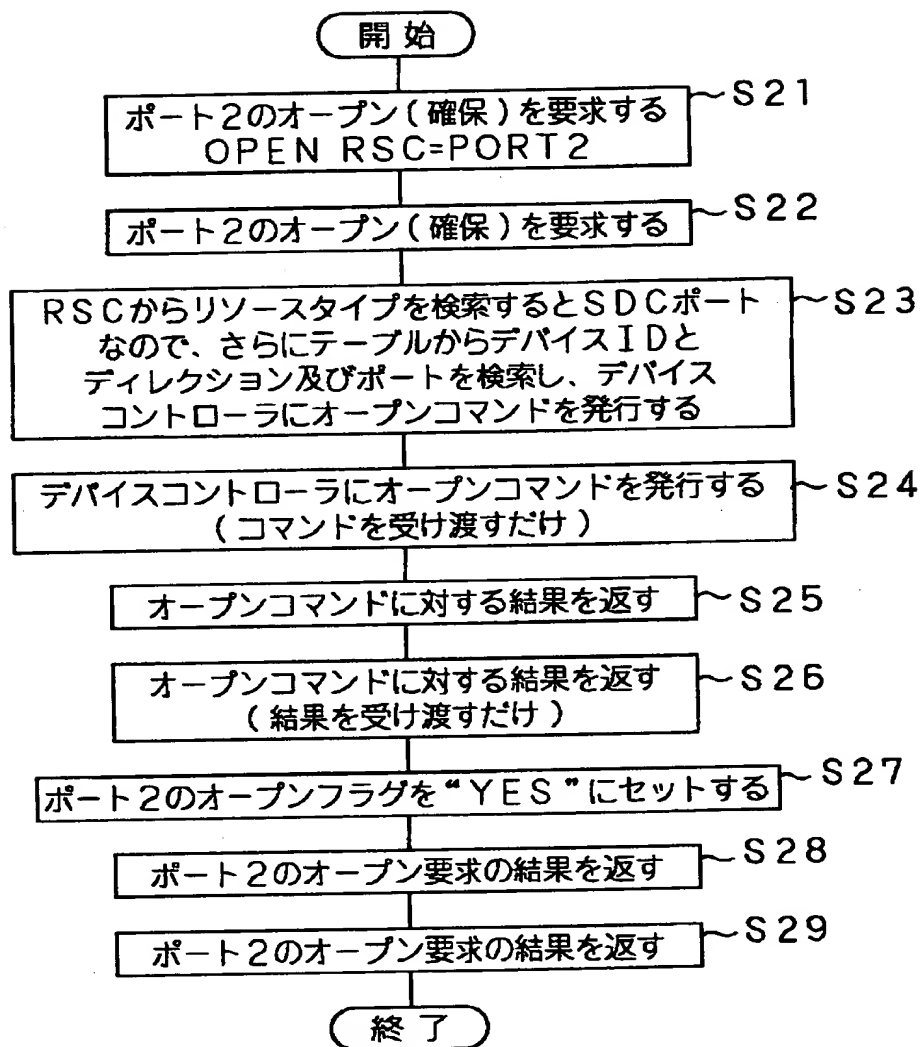 開始
ポート2のオープン(確保)を要求する
OPEN RSC=PORT2
S21
ポート2のオープン(確保)を要求する
S22
RSCからリソースタイプを検索するとSDCポート
なので、さらにテーブルからデバイスIDと
ディレクション及びポートを検索し、デバイス
コントローラにオープンコマンドを発行する
S23
デバイスコントローラにオープンコマンドを発行する
(コマンドを受け渡すだけ)
S24
オープンコマンドに対する結果を返す
S25
オープンコマンドに対する結果を返す
(結果を受け渡すだけ)
S26
ポート2のオープンフラグを“YES”にセットする
S27
ポート2のオープン要求の結果を返す
S28
ポート2のオープン要求の結果を返す
S29
終了